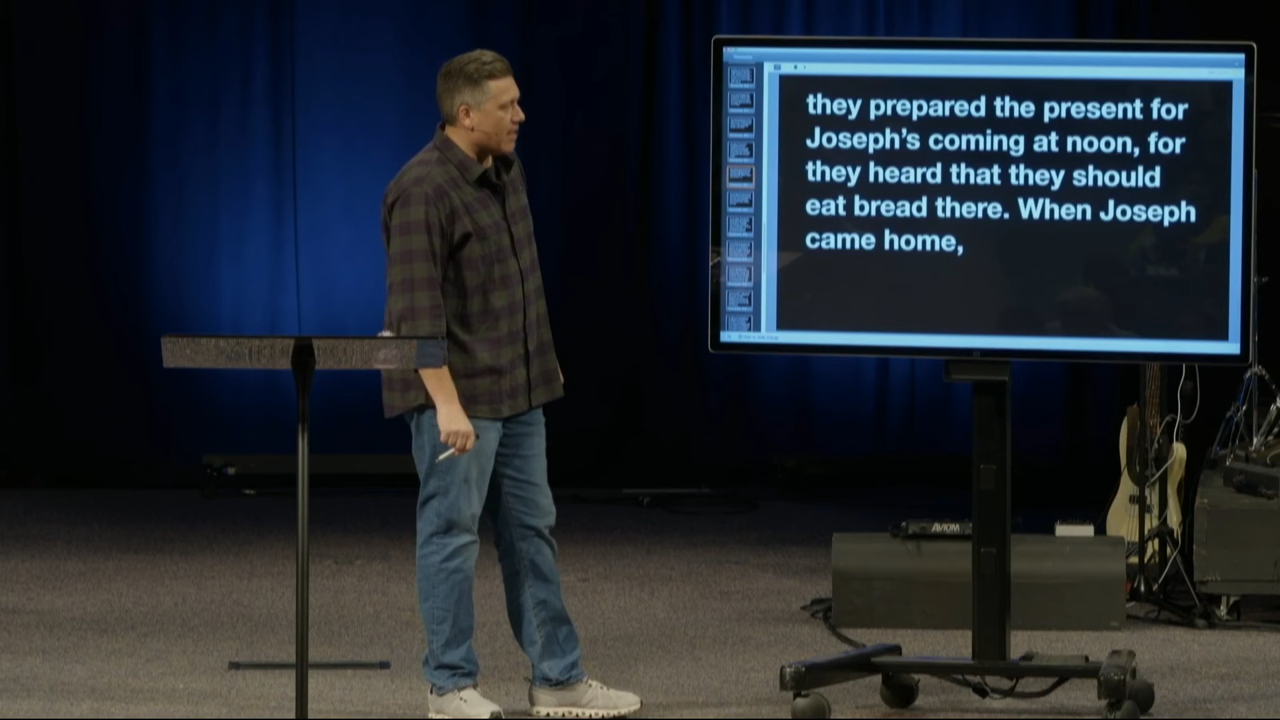 they prepared the present for
Joseph's coming at noon, for
they heard that they should
eat bread there. When Joseph
came home,
AVIOM